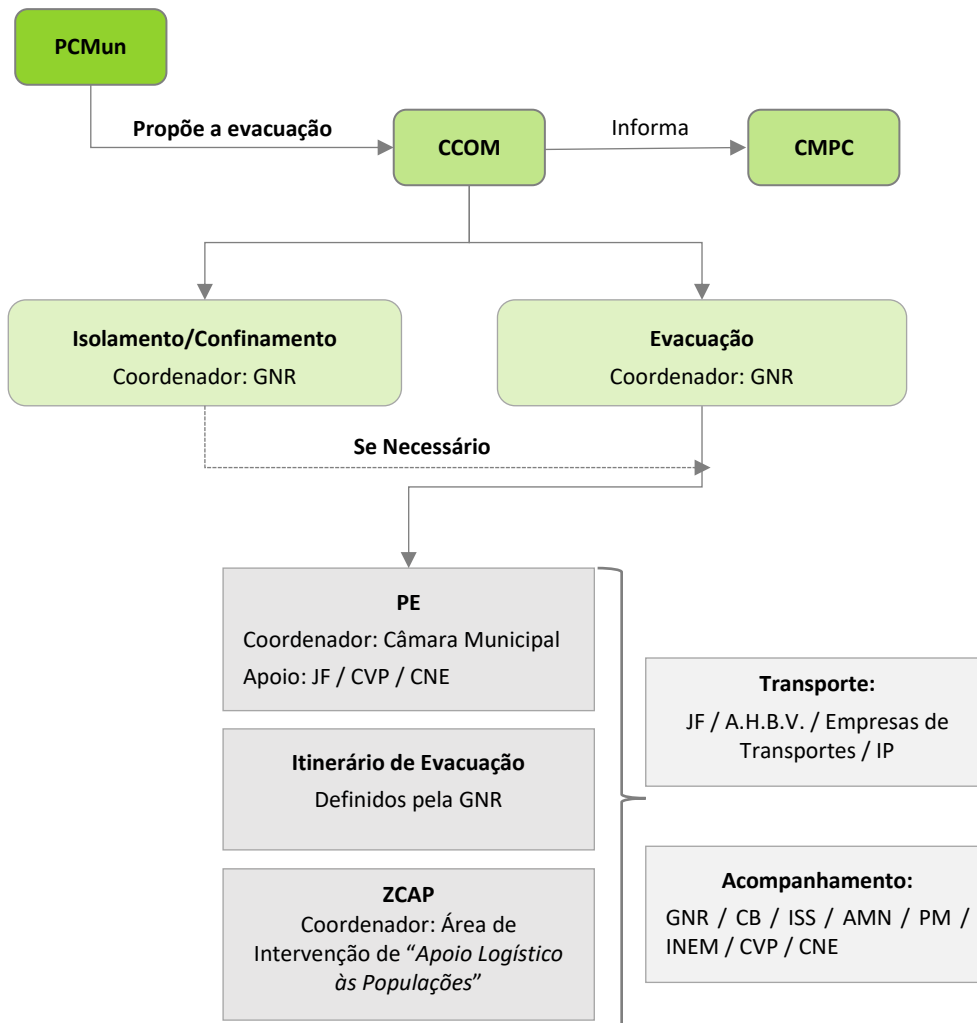 PCMun
Propõe a evacuação
CCOM
Informa
CMPC
Isolamento/Confinamento
Coordenador: GNR
Evacuação
Coordenador: GNR
Se Necessário
PE
Coordenador: Câmara Municipal
Apoio: JF / CVP / CNE
Itinerário de Evacuação
Definidos pela GNR
ZCAP
Coordenador: Área de
Intervenção de “Apoio Logístico
às Populações”
Transporte:
JF / A.H.B.V. / Empresas de
Transportes / IP
Acompanhamento:
GNR / CB / ISS / AMN / PM /
INEM / CVP / CNE